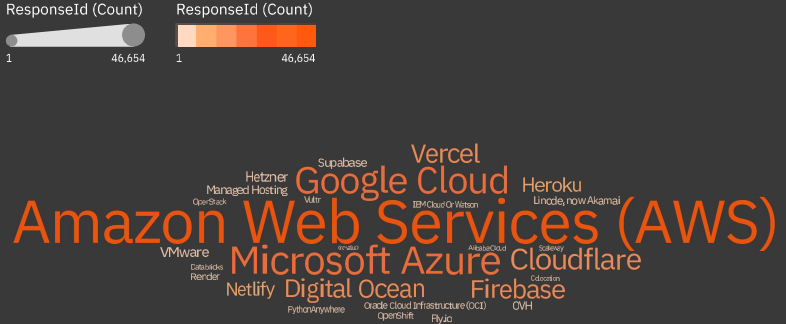 ResponseId (Count) ResponseId (Count)
1 46,654 1 46,654
Vercel
Supabase
Hetzner Google Cloud Heroku
Managed Hosting
OpenStack Vultr IBM Cloud Or Watson Linode, now Akamai
Amazon Web Services (AWS)
VMware Alibaba Cloud Scaleway
Microsoft Azure Cloudflare
Databricks
Render Colocation
Netlify Digital Ocean Firebase
PythonAnywhere Oracle Cloud Infrastructure (OCI) OVH
OpenShift Fly.io